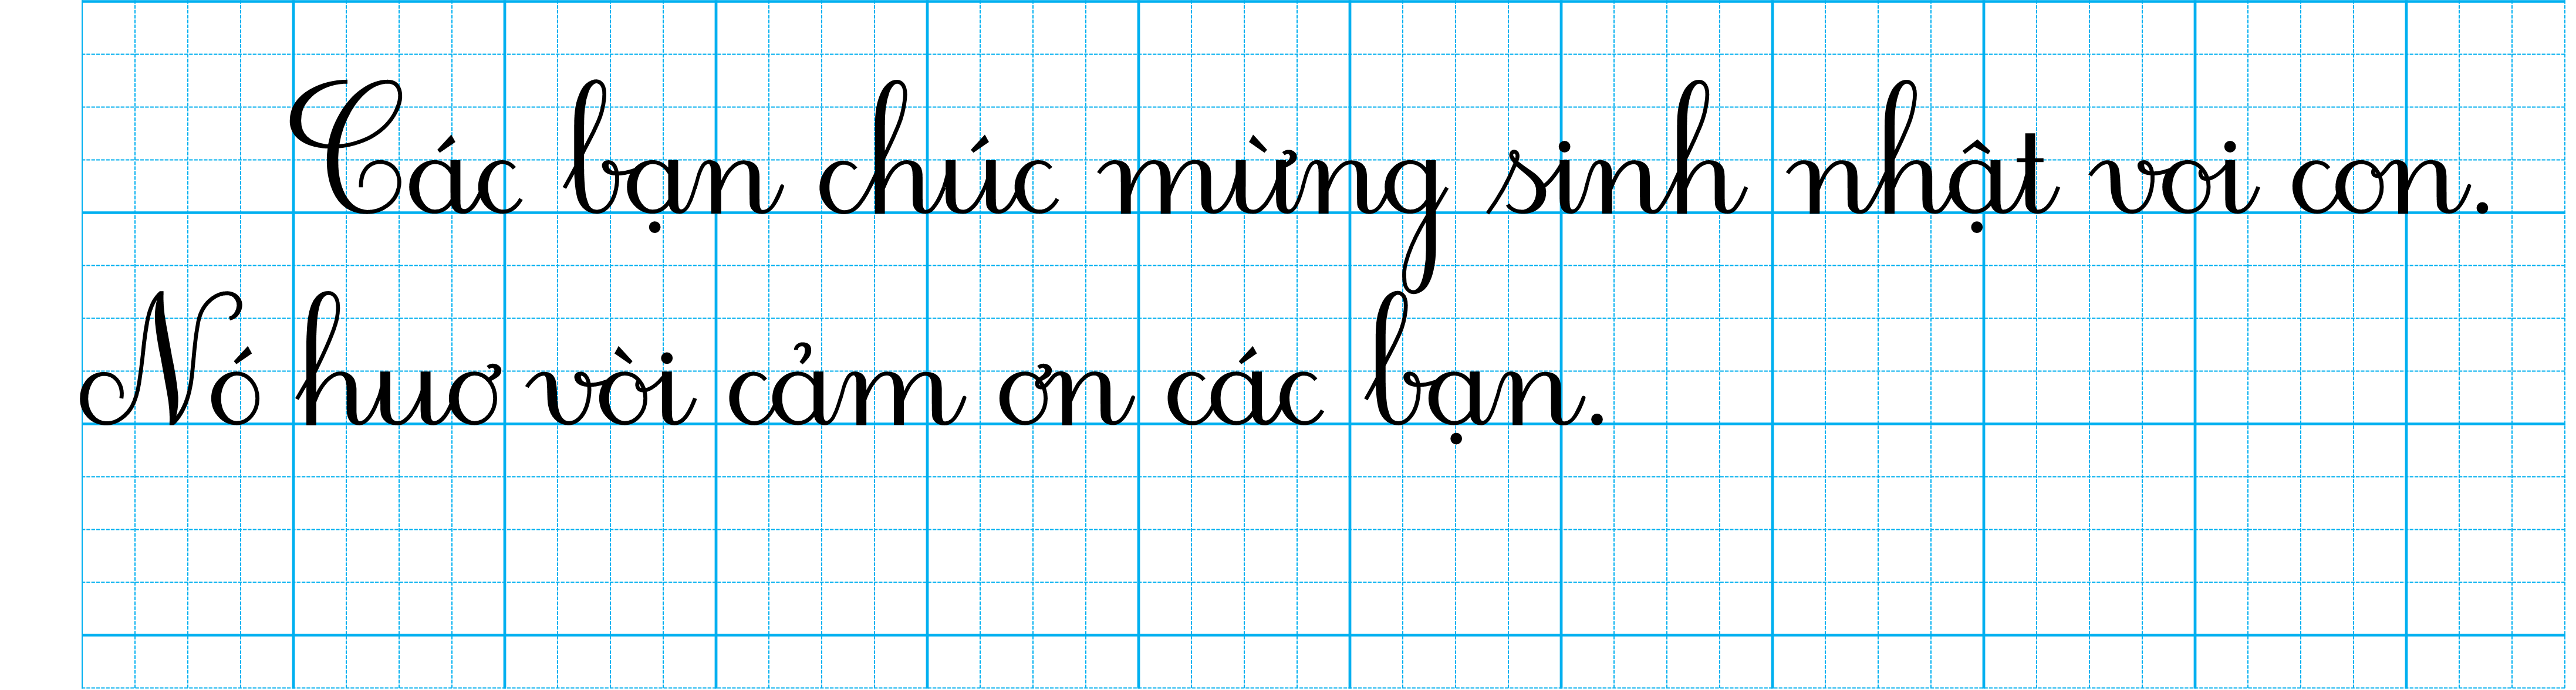 Các bạn chúc mừng sinh nhật voi con.
Nó huơ vòi cảm ơn các bạn.